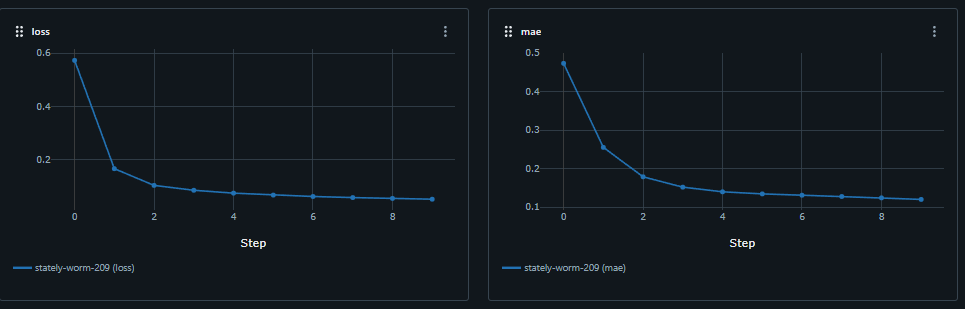 loss
0.6
0.4
0.2
0 2 4 6 8
Step
stately-worm-209 (loss)
mae
0.5
0.4
0.3
0.2
0.1
0 2 4 6 8
Step
stately-worm-209 (mae)